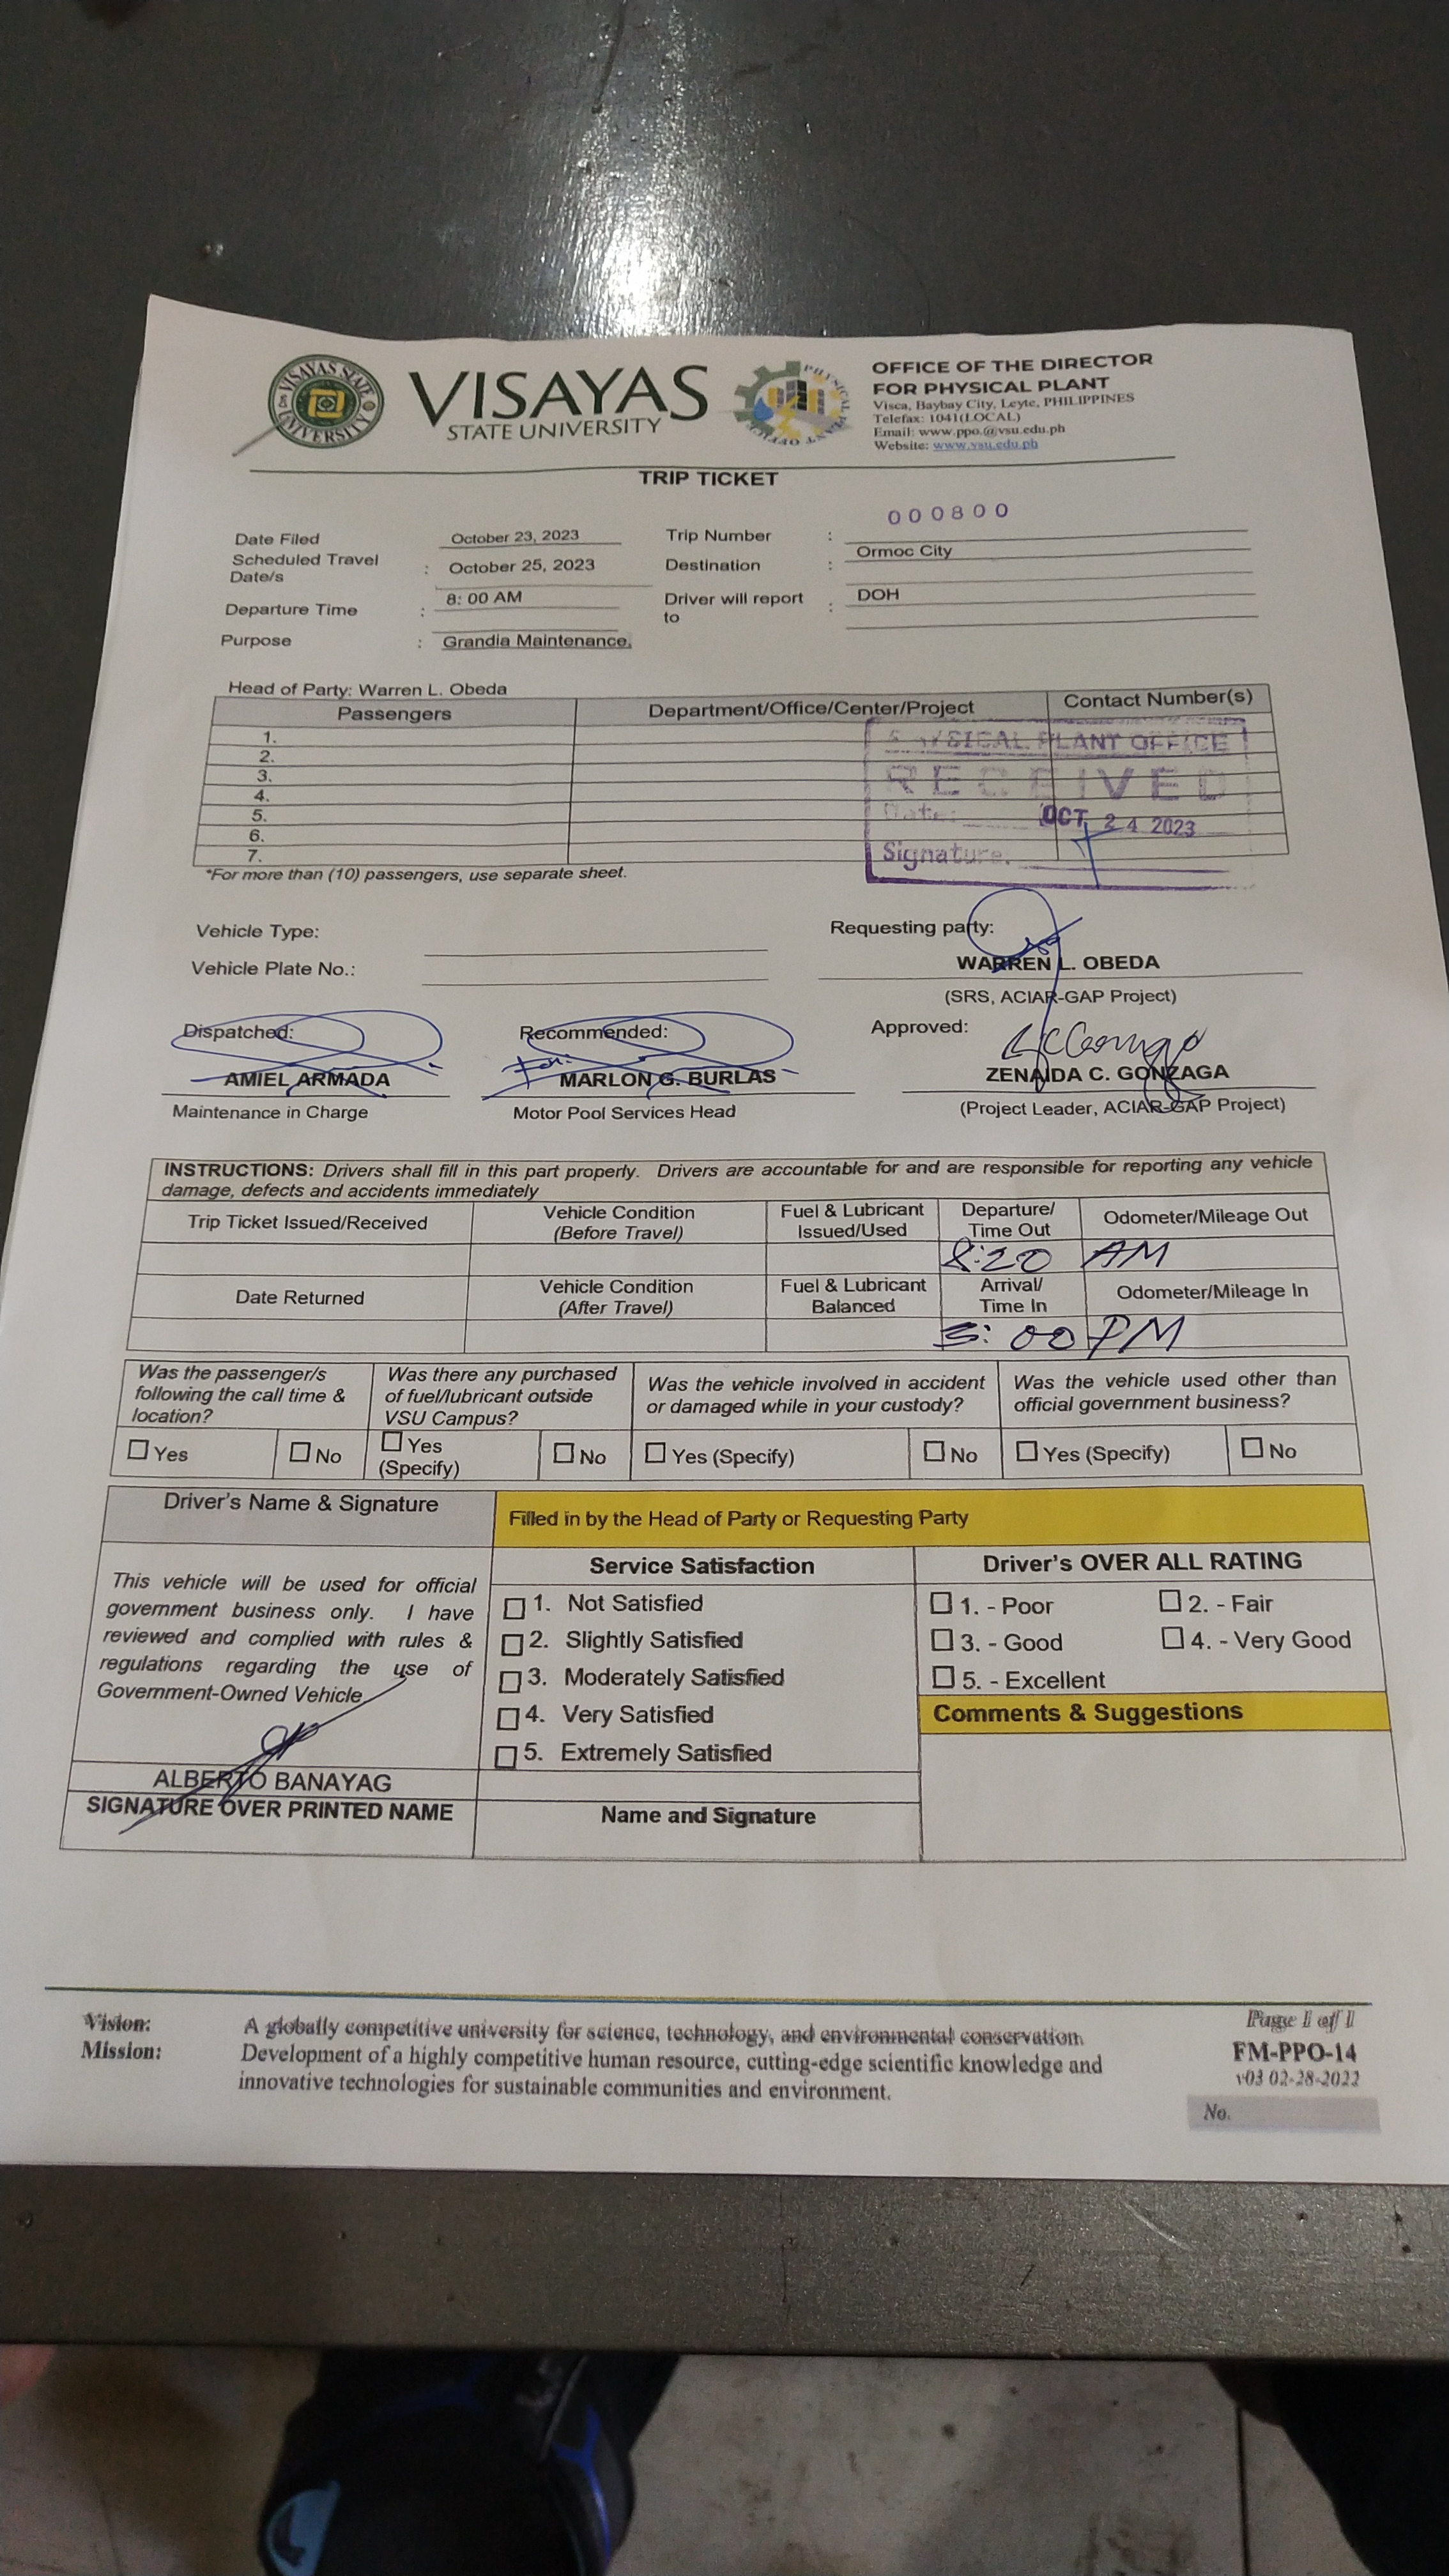 VISAYAS STATE UNIVERSITY
VISAYAS
STATE UNIVERSITY
OFFICE OF THE DIRECTOR
FOR PHYSICAL PLANT
Visca, Baybay City, Leyte, PHILIPPINES
Telefax: 1041(LOCAL)
Email: www.ppo.@vsu.edu.ph
Website: www.vsu.edu.ph
TRIP TICKET
000800
Date Filed October 23, 2023 Trip Number :
Scheduled Travel Date/s : October 25, 2023 Destination : Ormoc City
Departure Time : 8: 00 AM Driver will report to : DOH
Purpose : Grandia Maintenance.
Head of Party: Warren L. Obeda
Passengers Department/Office/Center/Project Contact Number(s)
1.
2.
3.
4.
5.
6.
7.
PLANT OFFICE
RECEIVED
Date: OCT 24 2023
Signature:
*For more than (10) passengers, use separate sheet.
Vehicle Type:
Vehicle Plate No.:
Requesting party:
WARREN L. OBEDA
(SRS, ACIAR-GAP Project)
Dispatched: Recommended: Approved:
For:
AMIEL ARMADA MARLON G. BURLAS ZENAIDA C. GONZAGA
Maintenance in Charge Motor Pool Services Head (Project Leader, ACIAR-GAP Project)
INSTRUCTIONS: Drivers shall fill in this part properly. Drivers are accountable for and are responsible for reporting any vehicle
damage, defects and accidents immediately
Trip Ticket Issued/Received Vehicle Condition (Before Travel) Fuel & Lubricant Issued/Used Departure/ Time Out Odometer/Mileage Out
8:20 AM
Date Returned Vehicle Condition (After Travel) Fuel & Lubricant Balanced Arrival/ Time In Odometer/Mileage In
:00 PM
Was the passenger/s following the call time & location?
Was there any purchased of fuel/lubricant outside VSU Campus?
Was the vehicle involved in accident or damaged while in your custody?
Was the vehicle used other than official government business?
Yes No Yes (Specify) No Yes (Specify) No Yes (Specify) No
Driver's Name & Signature
Filled in by the Head of Party or Requesting Party
This vehicle will be used for official
government business only. I have
reviewed and complied with rules &
regulations regarding the use of
Government-Owned Vehicle
ALBERTO BANAYAG
SIGNATURE OVER PRINTED NAME
Service Satisfaction
1. Not Satisfied
2. Slightly Satisfied
3. Moderately Satisfied
4. Very Satisfied
5. Extremely Satisfied
Name and Signature
Driver's OVER ALL RATING
1. - Poor 2. - Fair
3. - Good 4. - Very Good
5. - Excellent
Comments & Suggestions
Vision: A globally competitive university for science, technology, and environmental conservation.
Mission: Development of a highly competitive human resource, cutting-edge scientific knowledge and
innovative technologies for sustainable communities and environment.
Page 1 of 1
FM-PPO-14
v03 02-28-2022
No.